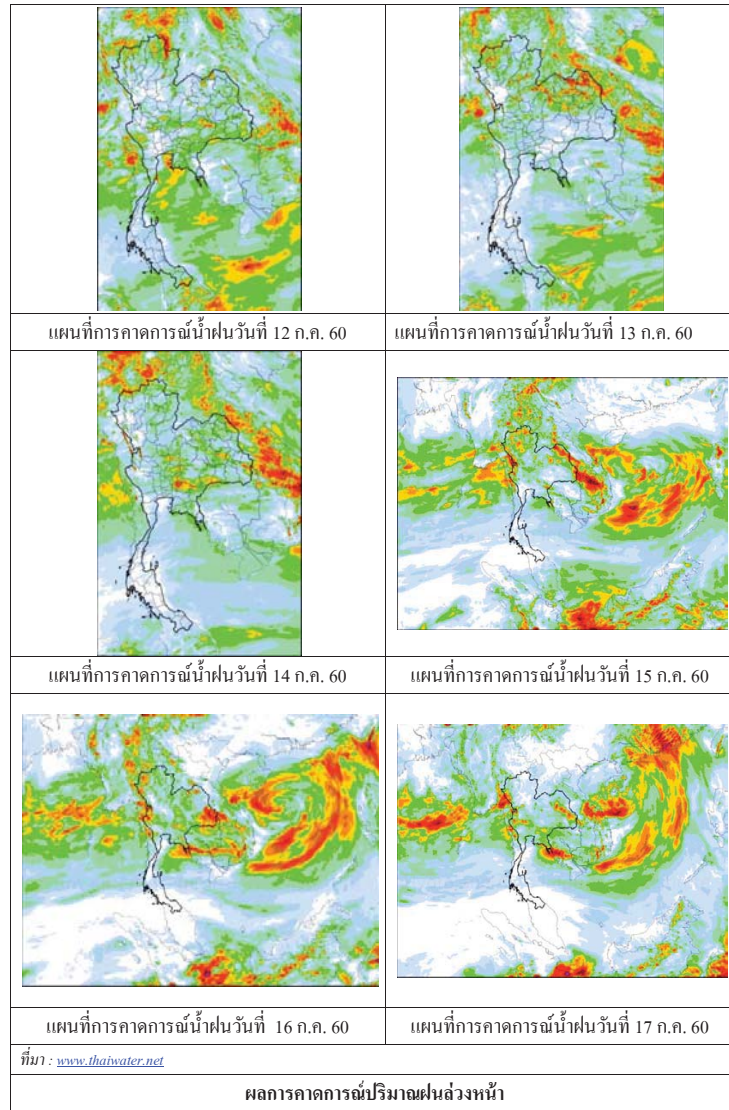 แผนที่การคาดการณ์น้ำฝนวันที่ 12 ก.ค. 60
แผนที่การคาดการณ์น้ำฝนวันที่ 13 ก.ค. 60
แผนที่การคาดการณ์น้ำฝนวันที่ 14 ก.ค. 60
แผนที่การคาดการณ์น้ำฝนวันที่ 15 ก.ค. 60
แผนที่การคาดการณ์น้ำฝนวันที่ 16 ก.ค. 60
แผนที่การคาดการณ์น้ำฝนวันที่ 17 ก.ค. 60
ที่มา : www.thaiwater.net
ผลการคาดการณ์ปริมาณฝนล่วงหน้า